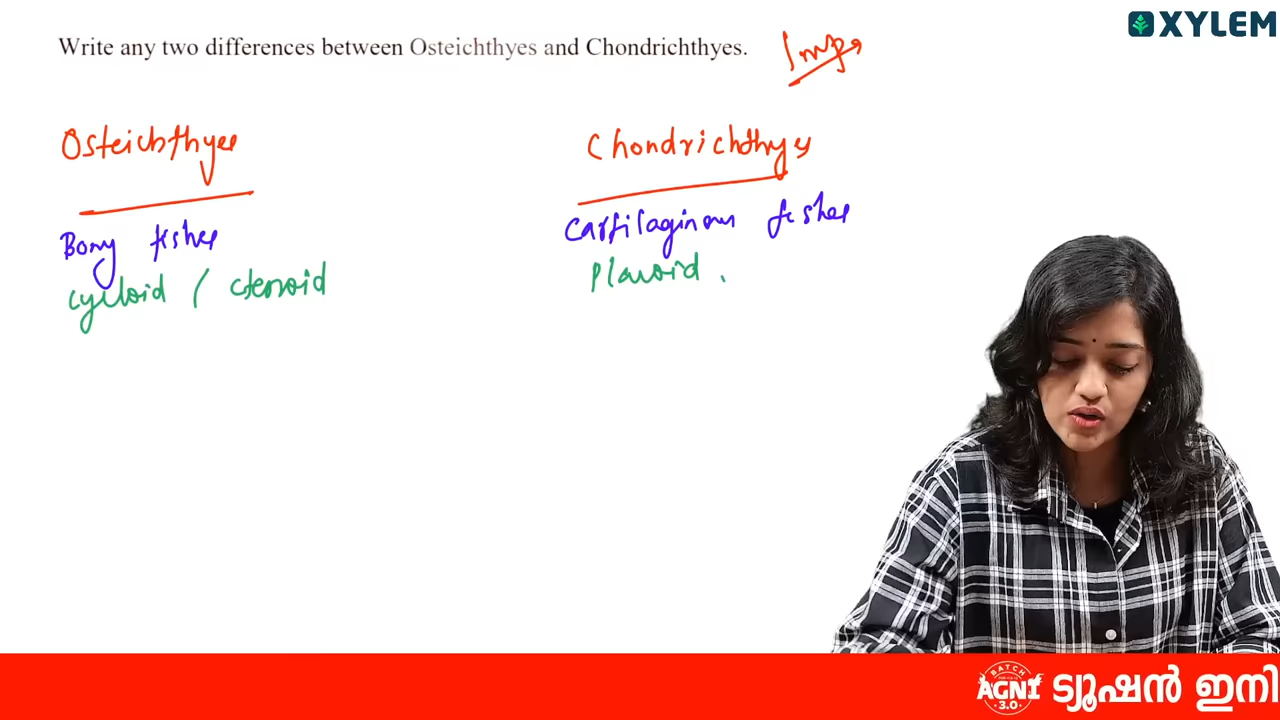 XYLEM
Write any two differences between Osteichthyes and Chondrichthyes.
Imp
Osteichthyes
Chondrichthyes
Bony fishes
Cartilaginous fishes
cycloid / ctenoid
Placoid .
BATCH
AGNI
3.0
ട്യൂഷൻ ഇനി